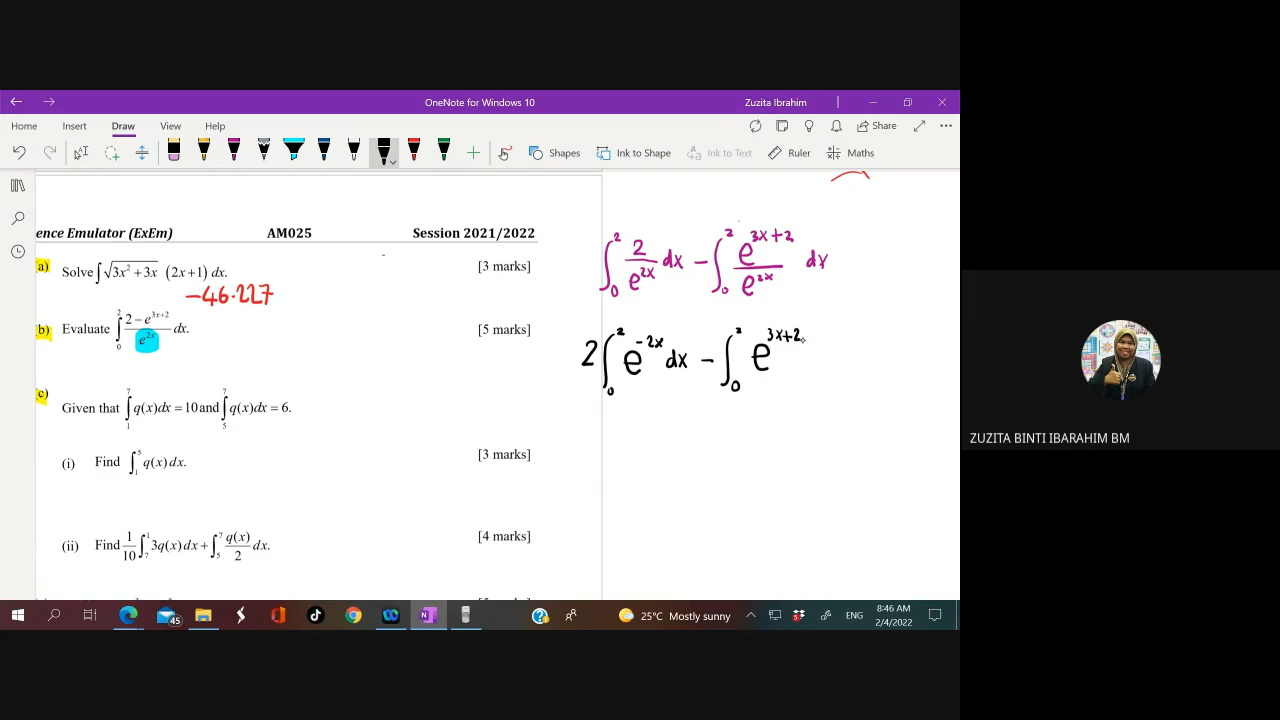 OneNote for Windows 10
Zuzita Ibrahim
Home Insert Draw View Help
Share
Shapes Ink to Shape Ink to Text Ruler Maths
ence Emulator (ExEm) AM025 Session 2021/2022
(a) Solve ∫√(3x² + 3x) (2x+1) dx. [3 marks]
−46.227
(b) Evaluate ∫₀² (2 − e^(3x+2))/e^(2x) dx. [5 marks]
(c)
Given that ∫₁⁷ q(x)dx = 10 and ∫₅⁷ q(x)dx = 6.
(i) Find ∫₁⁵ q(x) dx. [3 marks]
(ii) Find 1/10 ∫₇¹ 3q(x) dx + ∫₅⁷ q(x)/2 dx. [4 marks]
∫₀² 2/e^(2x) dx − ∫₀² e^(3x+2)/e^(2x) dx
2∫₀² e^(−2x) dx − ∫₀² e^(3x+2)
ZUZITA BINTI IBARAHIM BM
45
25°C Mostly sunny
ENG
8:46 AM
2/4/2022